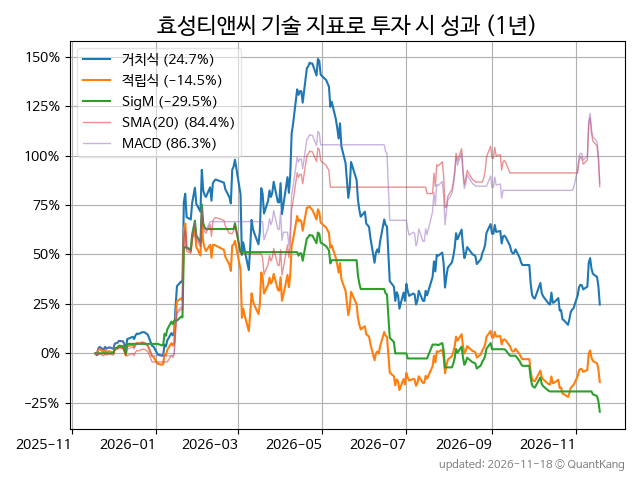 효성티앤씨 기술 지표로 투자 시 성과 (1년)
150%
125%
100%
75%
50%
25%
0%
−25%
거치식 (24.7%)
적립식 (−14.5%)
SigM (−29.5%)
SMA(20) (84.4%)
MACD (86.3%)
2025-11
2026-01
2026-03
2026-05
2026-07
2026-09
2026-11
updated: 2026-11-18 © QuantKang